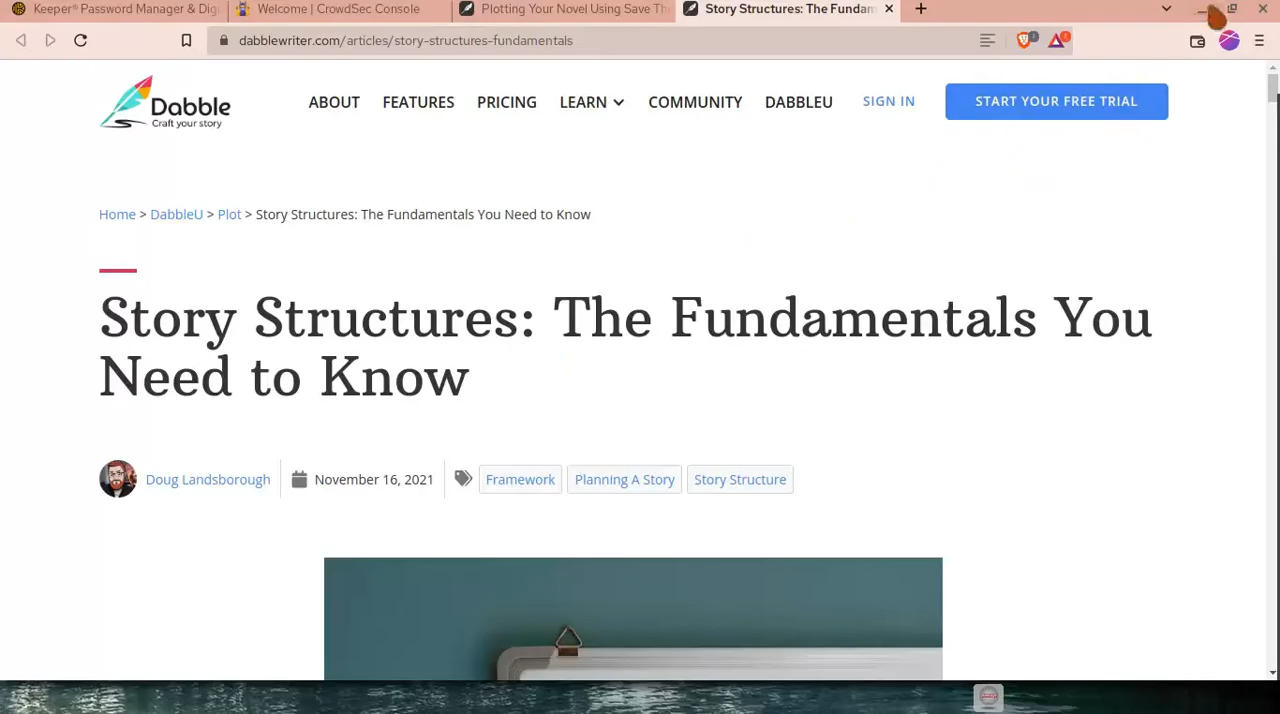 Keeper® Password Manager & Digi
Welcome | CrowdSec Console
Plotting Your Novel Using Save Th
Story Structures: The Fundam
dabblewriter.com/articles/story-structures-fundamentals
Dabble
Craft your story
ABOUT
FEATURES
PRICING
LEARN
COMMUNITY
DABBLEU
SIGN IN
START YOUR FREE TRIAL
Home > DabbleU > Plot > Story Structures: The Fundamentals You Need to Know
Story Structures: The Fundamentals You
Need to Know
Doug Landsborough
November 16, 2021
Framework
Planning A Story
Story Structure